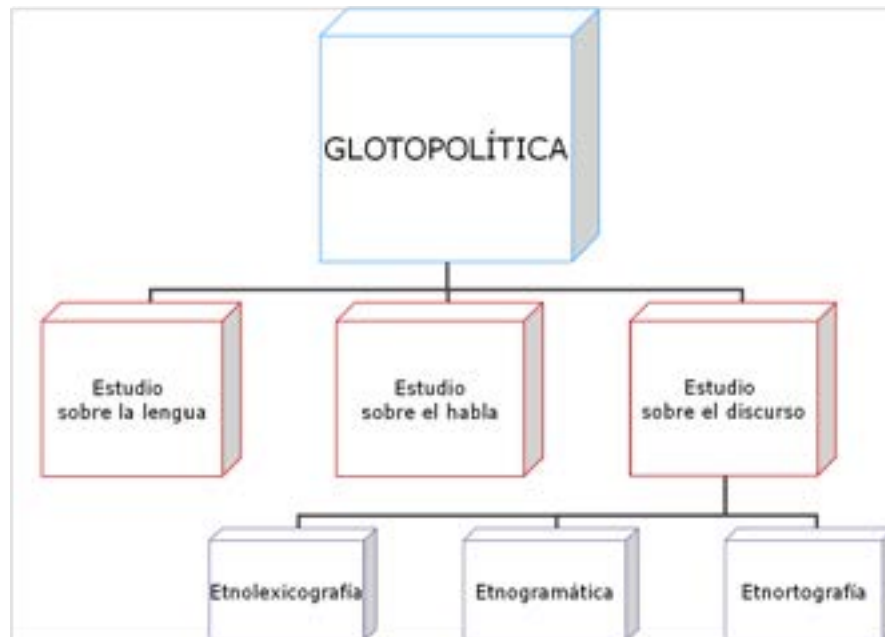 GLOTOPOLÍTICA
Estudio
sobre la lengua
Estudio
sobre el habla
Estudio
sobre el discurso
Etnolexicografía
Etnogramática
Etnortografía